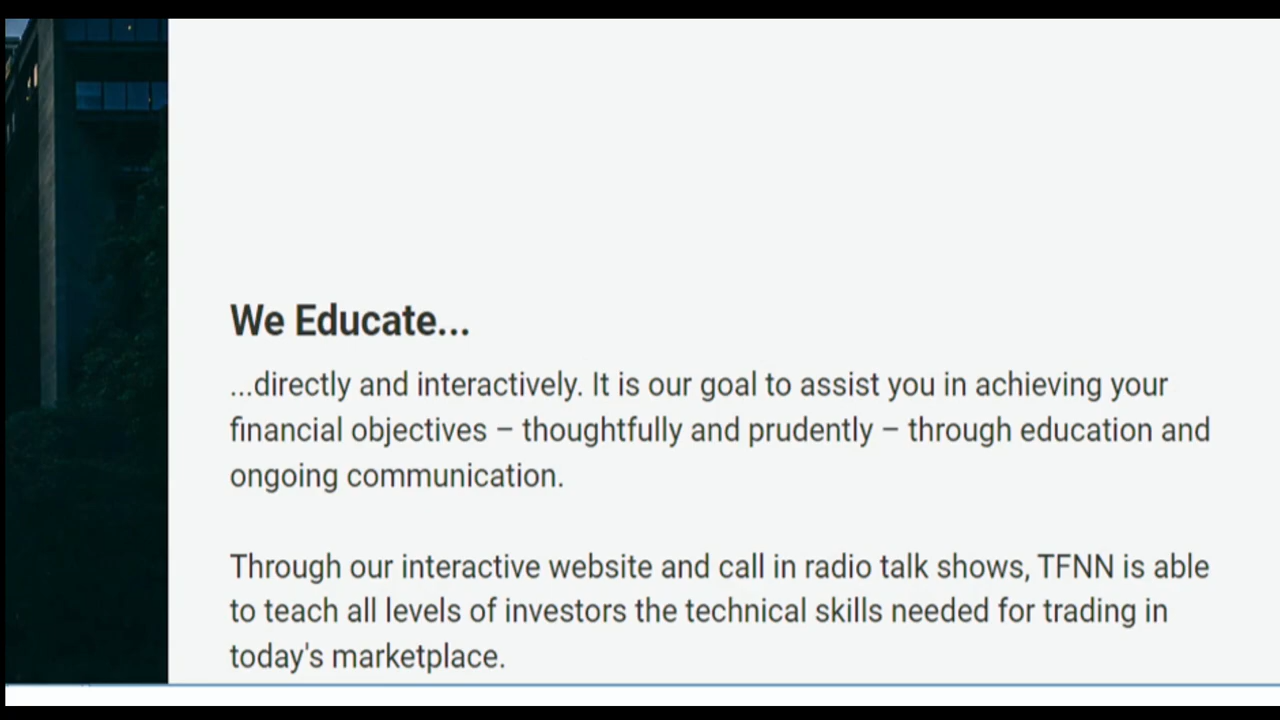 We Educate...
...directly and interactively. It is our goal to assist you in achieving your
financial objectives – thoughtfully and prudently – through education and
ongoing communication.
Through our interactive website and call in radio talk shows, TFNN is able
to teach all levels of investors the technical skills needed for trading in
today's marketplace.